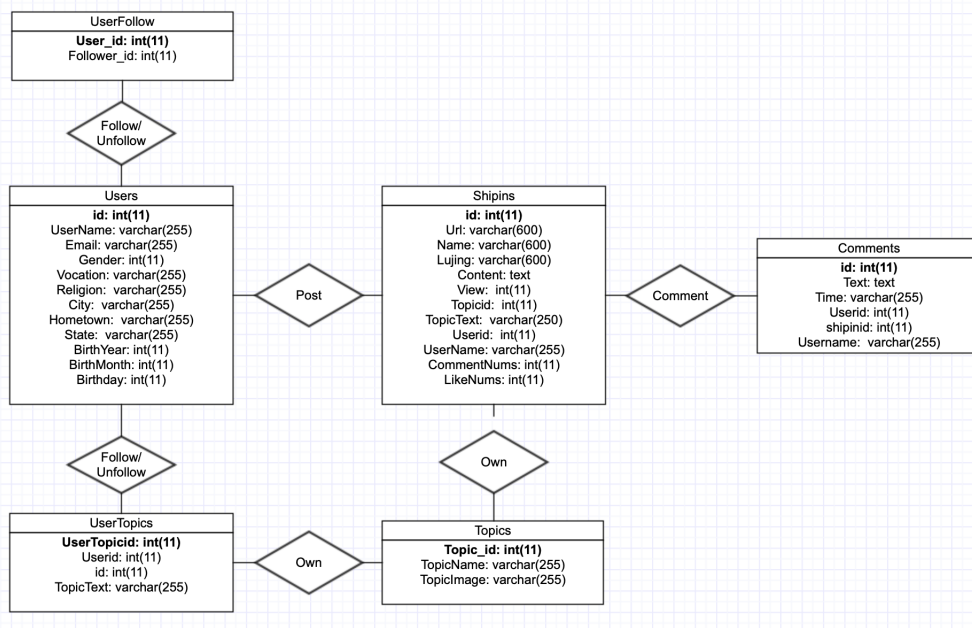 UserFollow
User_id: int(11)
Follower_id: int(11)
Follow/
Unfollow
Users
id: int(11)
UserName: varchar(255)
Email: varchar(255)
Gender: int(11)
Vocation: varchar(255)
Religion: varchar(255)
City: varchar(255)
Hometown: varchar(255)
State: varchar(255)
BirthYear: int(11)
BirthMonth: int(11)
Birthday: int(11)
Post
Shipins
id: int(11)
Url: varchar(600)
Name: varchar(600)
Lujing: varchar(600)
Content: text
View: int(11)
Topicid: int(11)
TopicText: varchar(250)
Userid: int(11)
UserName: varchar(255)
CommentNums: int(11)
LikeNums: int(11)
Comment
Comments
id: int(11)
Text: text
Time: varchar(255)
Userid: int(11)
shipinid: int(11)
Username: varchar(255)
Follow/
Unfollow
Own
UserTopics
UserTopicid: int(11)
Userid: int(11)
id: int(11)
TopicText: varchar(255)
Own
Topics
Topic_id: int(11)
TopicName: varchar(255)
TopicImage: varchar(255)